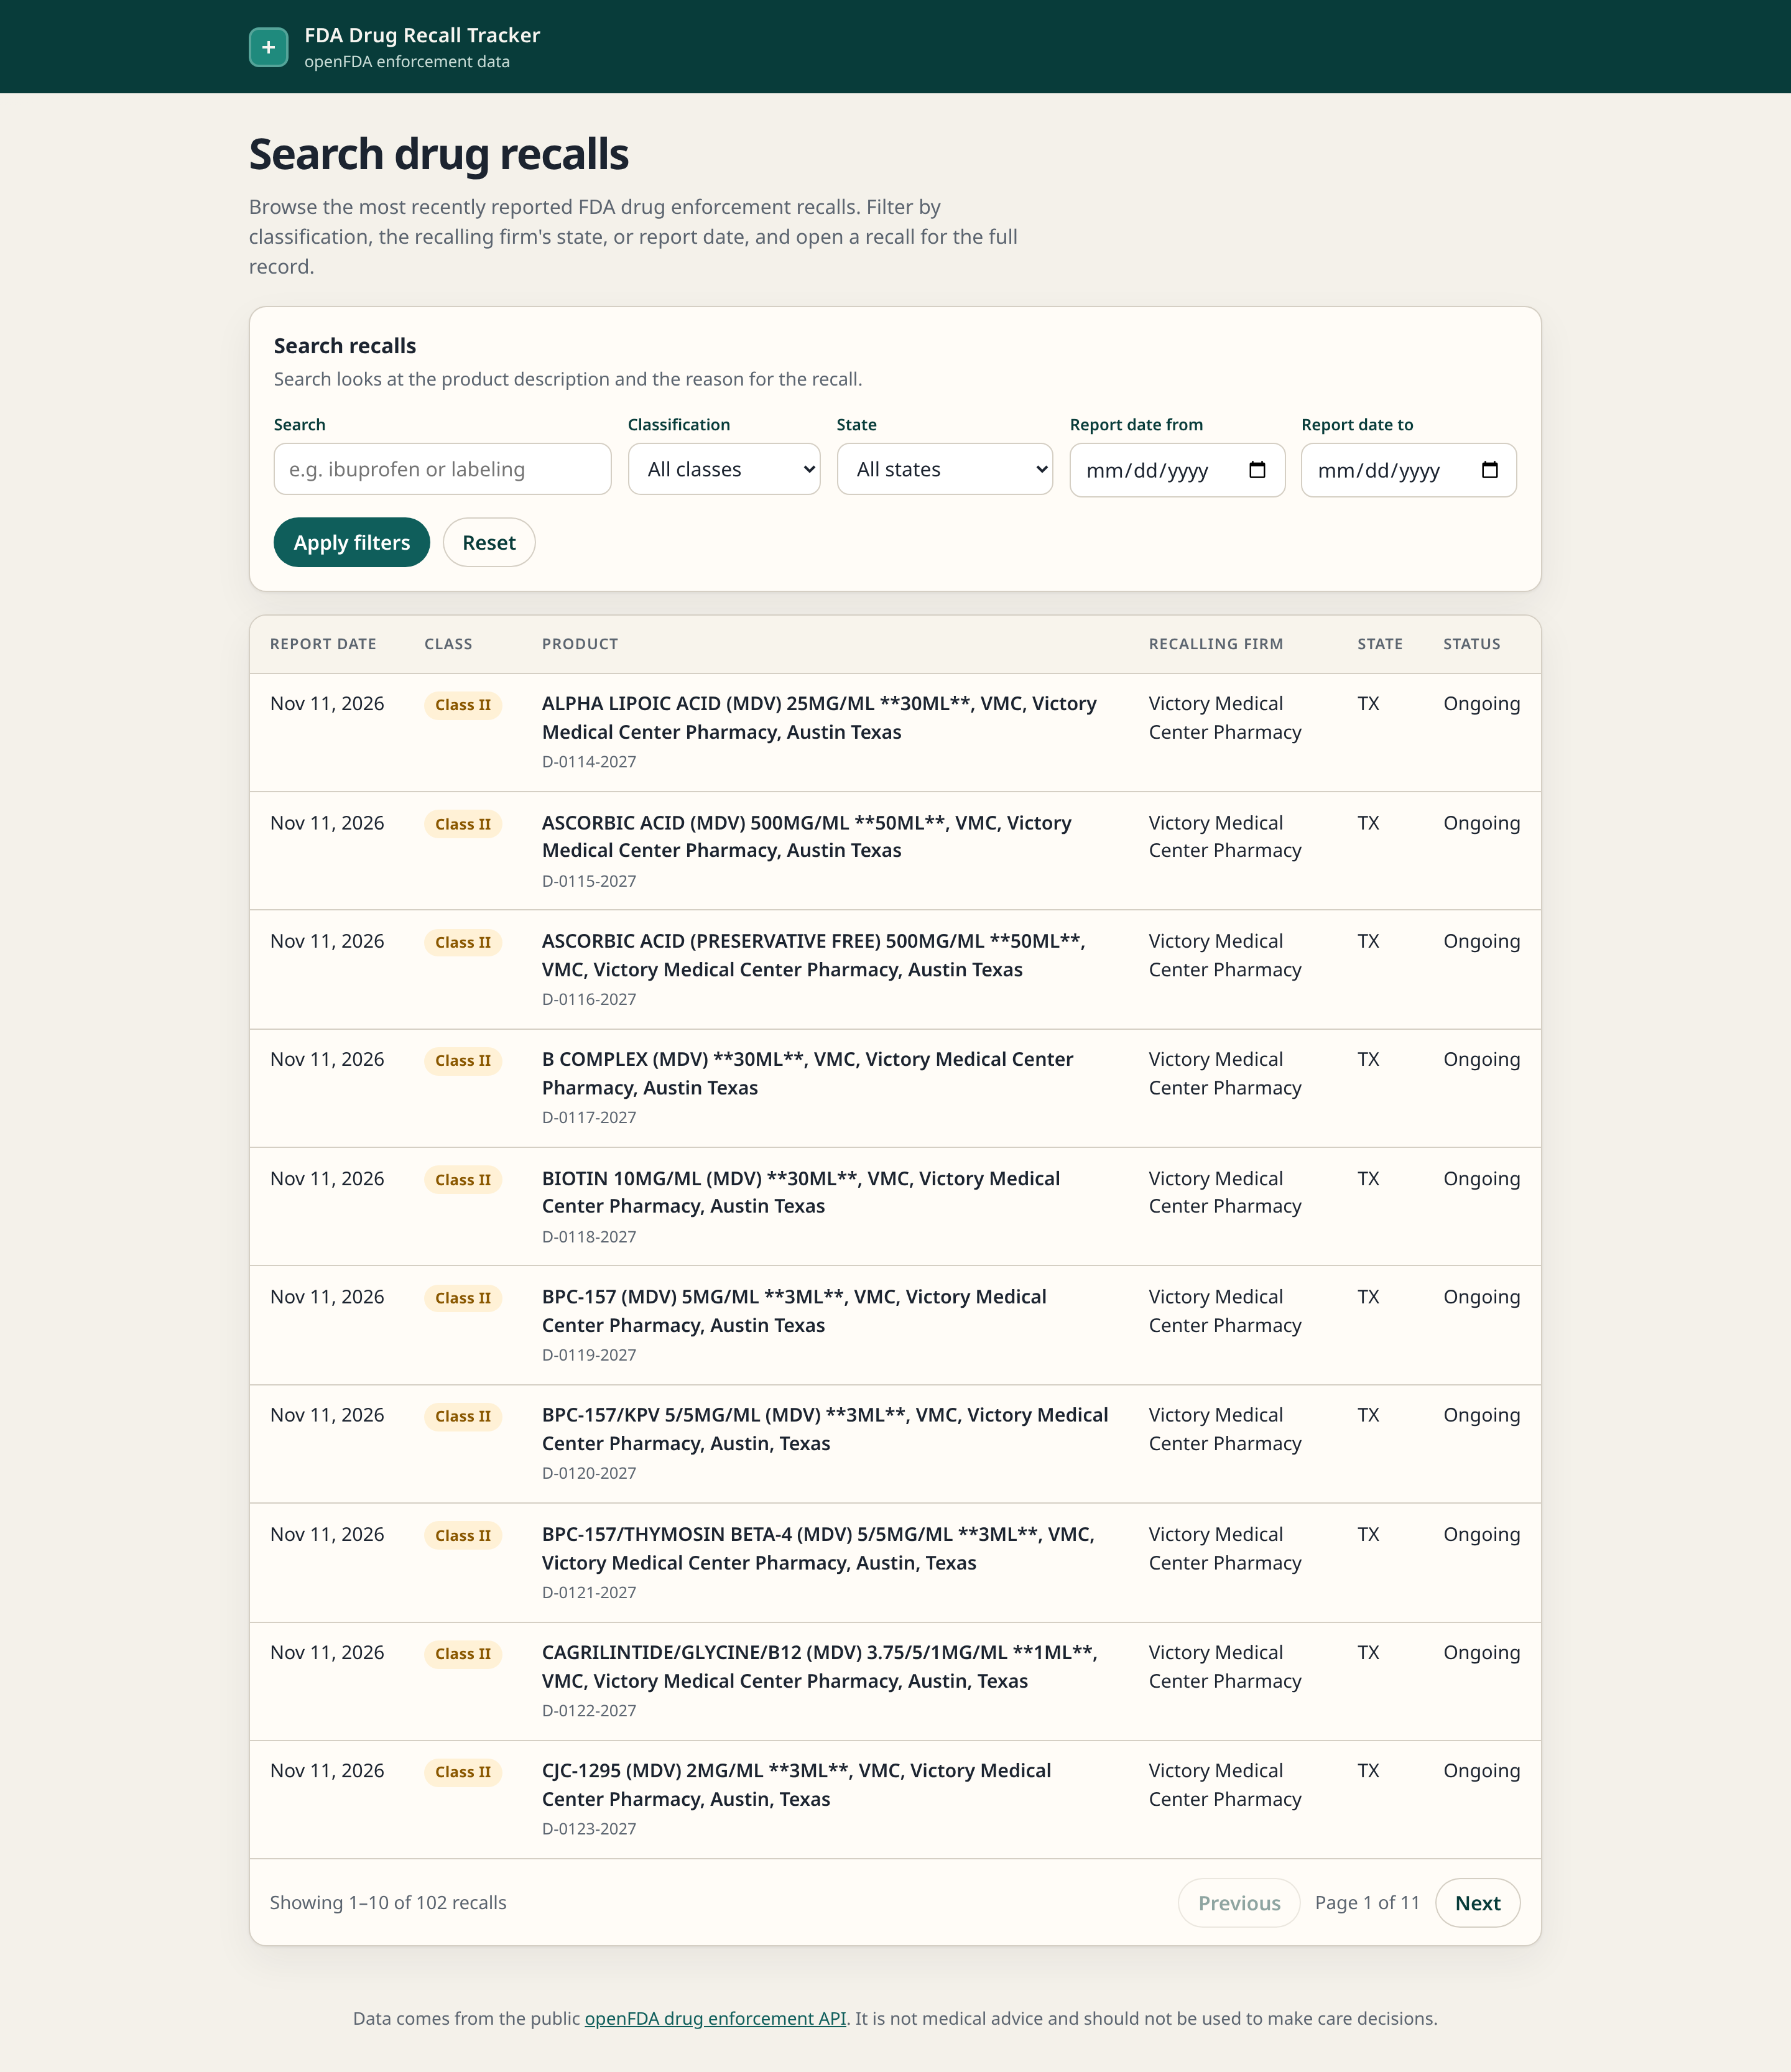 +
FDA Drug Recall Tracker
openFDA enforcement data
Search drug recalls
Browse the most recently reported FDA drug enforcement recalls. Filter by
classification, the recalling firm's state, or report date, and open a recall for the full
record.
Search recalls
Search looks at the product description and the reason for the recall.
Search Classification State Report date from Report date to
e.g. ibuprofen or labeling All classes All states mm/dd/yyyy mm/dd/yyyy
Apply filters Reset
REPORT DATE CLASS PRODUCT RECALLING FIRM STATE STATUS
Nov 11, 2026 Class II ALPHA LIPOIC ACID (MDV) 25MG/ML **30ML**, VMC, Victory Victory Medical TX Ongoing
Medical Center Pharmacy, Austin Texas Center Pharmacy
D-0114-2027
Nov 11, 2026 Class II ASCORBIC ACID (MDV) 500MG/ML **50ML**, VMC, Victory Victory Medical TX Ongoing
Medical Center Pharmacy, Austin Texas Center Pharmacy
D-0115-2027
Nov 11, 2026 Class II ASCORBIC ACID (PRESERVATIVE FREE) 500MG/ML **50ML**, Victory Medical TX Ongoing
VMC, Victory Medical Center Pharmacy, Austin Texas Center Pharmacy
D-0116-2027
Nov 11, 2026 Class II B COMPLEX (MDV) **30ML**, VMC, Victory Medical Center Victory Medical TX Ongoing
Pharmacy, Austin Texas Center Pharmacy
D-0117-2027
Nov 11, 2026 Class II BIOTIN 10MG/ML (MDV) **30ML**, VMC, Victory Medical Victory Medical TX Ongoing
Center Pharmacy, Austin Texas Center Pharmacy
D-0118-2027
Nov 11, 2026 Class II BPC-157 (MDV) 5MG/ML **3ML**, VMC, Victory Medical Victory Medical TX Ongoing
Center Pharmacy, Austin Texas Center Pharmacy
D-0119-2027
Nov 11, 2026 Class II BPC-157/KPV 5/5MG/ML (MDV) **3ML**, VMC, Victory Medical Victory Medical TX Ongoing
Center Pharmacy, Austin, Texas Center Pharmacy
D-0120-2027
Nov 11, 2026 Class II BPC-157/THYMOSIN BETA-4 (MDV) 5/5MG/ML **3ML**, VMC, Victory Medical TX Ongoing
Victory Medical Center Pharmacy, Austin, Texas Center Pharmacy
D-0121-2027
Nov 11, 2026 Class II CAGRILINTIDE/GLYCINE/B12 (MDV) 3.75/5/1MG/ML **1ML**, Victory Medical TX Ongoing
VMC, Victory Medical Center Pharmacy, Austin, Texas Center Pharmacy
D-0122-2027
Nov 11, 2026 Class II CJC-1295 (MDV) 2MG/ML **3ML**, VMC, Victory Medical Victory Medical TX Ongoing
Center Pharmacy, Austin, Texas Center Pharmacy
D-0123-2027
Showing 1–10 of 102 recalls Previous Page 1 of 11 Next
Data comes from the public openFDA drug enforcement API. It is not medical advice and should not be used to make care decisions.